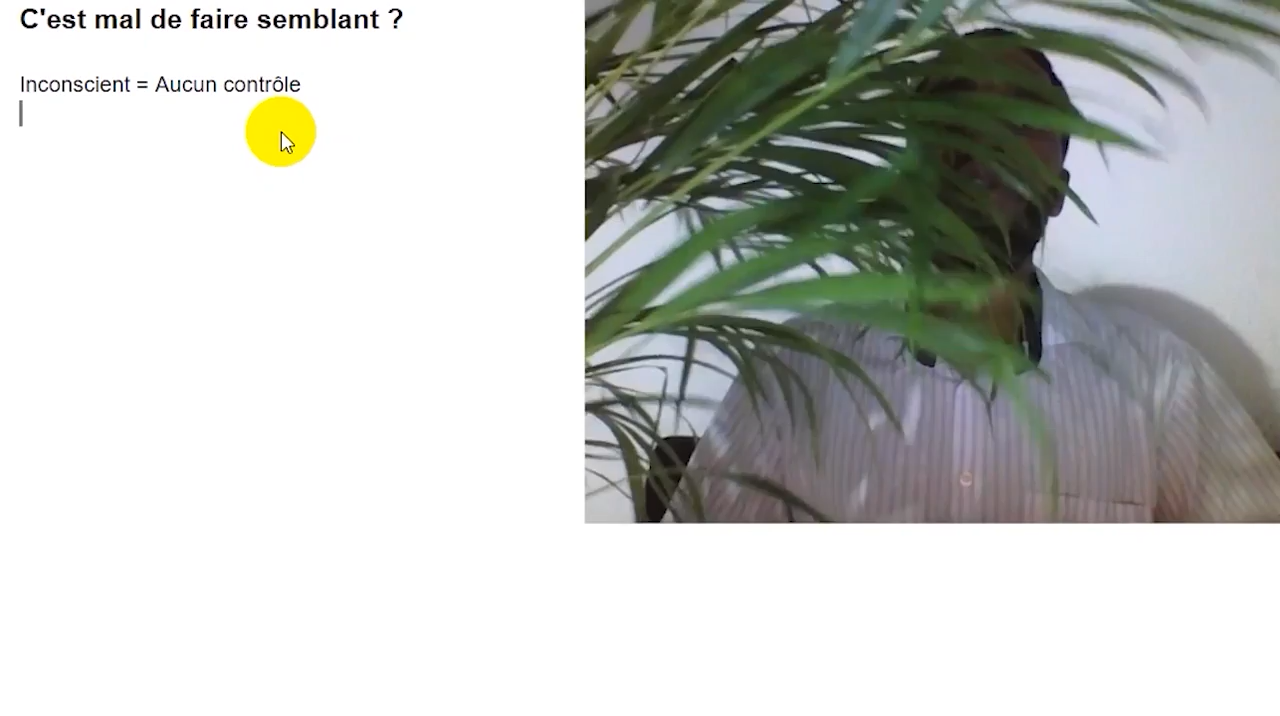 C'est mal de faire semblant ?
Inconscient = Aucun contrôle